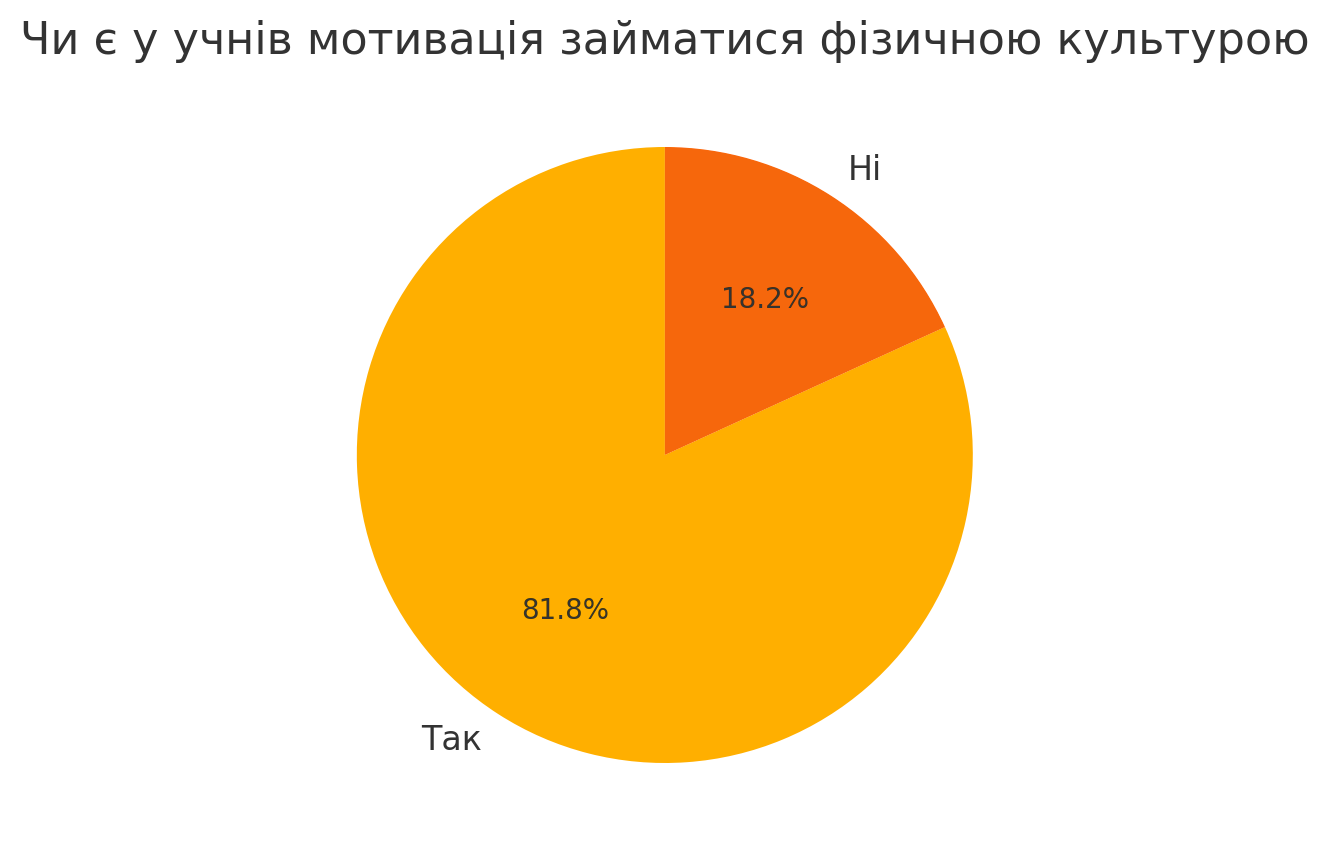 Чи є у учнів мотивація займатися фізичною культурою
Ні
18.2%
81.8%
Так